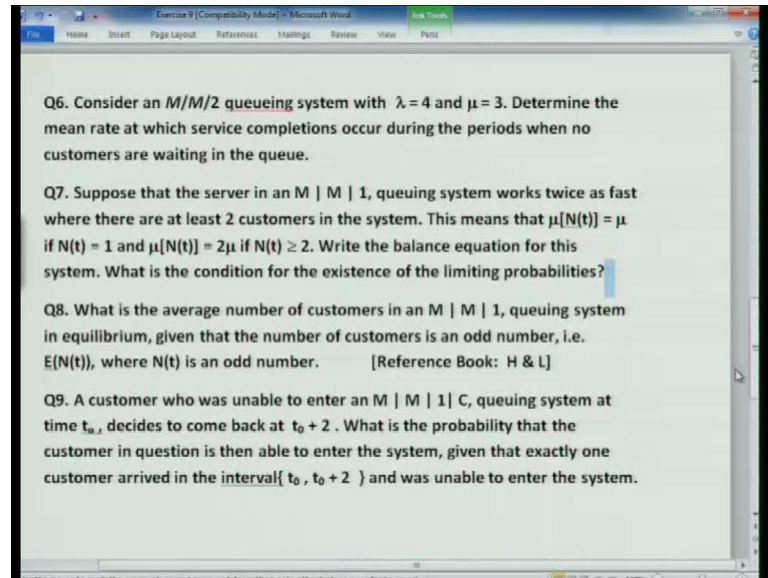 Exercise 9 [Compatibility Mode] - Microsoft Word
Ink Tools
File Home Insert Page Layout References Mailings Review View Pens
Q6. Consider an M/M/2 queueing system with λ = 4 and μ = 3. Determine the
mean rate at which service completions occur during the periods when no
customers are waiting in the queue.
Q7. Suppose that the server in an M | M | 1, queuing system works twice as fast
where there are at least 2 customers in the system. This means that μ[N(t)] = μ
if N(t) = 1 and μ[N(t)] = 2μ if N(t) ≥ 2. Write the balance equation for this
system. What is the condition for the existence of the limiting probabilities?
Q8. What is the average number of customers in an M | M | 1, queuing system
in equilibrium, given that the number of customers is an odd number, i.e.
E(N(t)), where N(t) is an odd number. [Reference Book: H & L]
Q9. A customer who was unable to enter an M | M | 1| C, queuing system at
time t₀, decides to come back at t₀ + 2 . What is the probability that the
customer in question is then able to enter the system, given that exactly one
customer arrived in the interval{ t₀ , t₀ + 2 } and was unable to enter the system.